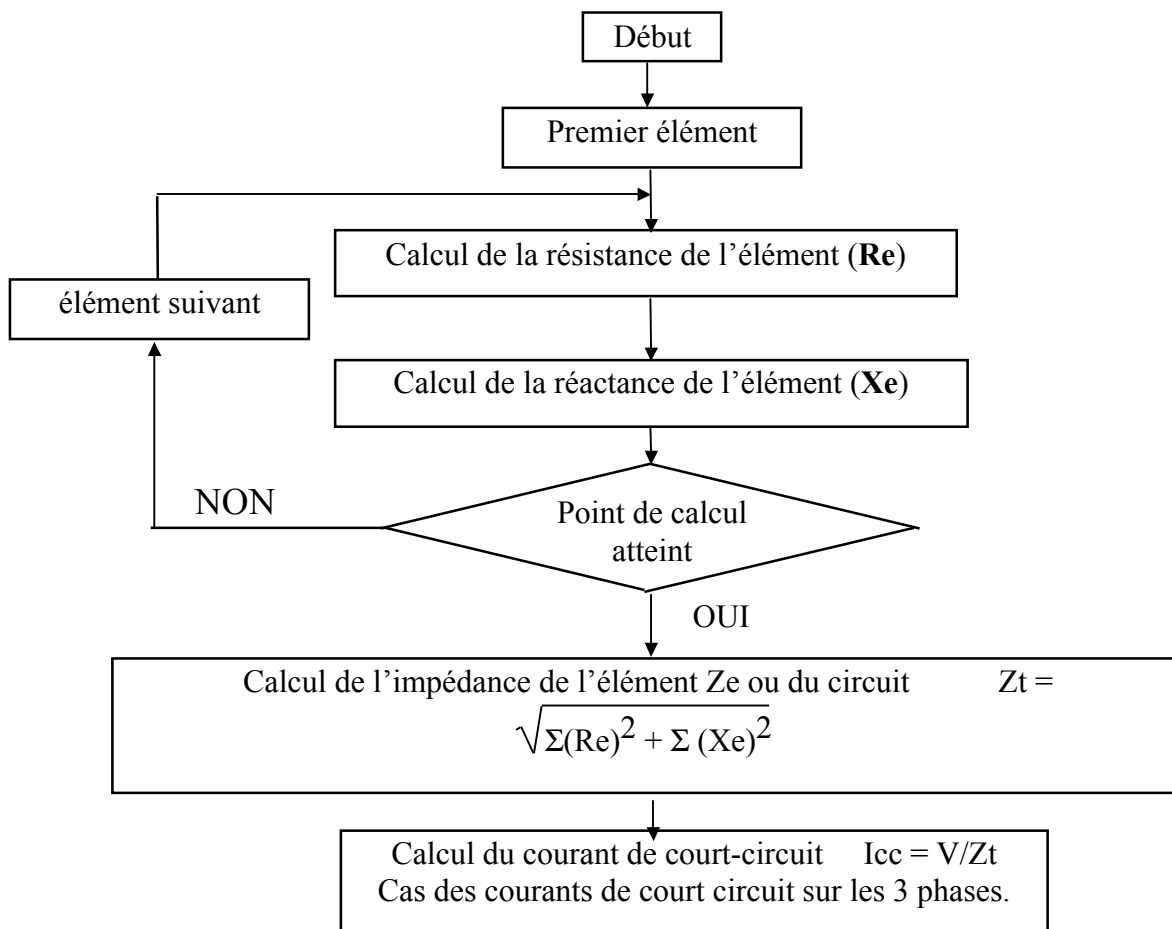 Début
Premier élément
Calcul de la résistance de l’élément (Re)
élément suivant
Calcul de la réactance de l’élément (Xe)
NON
Point de calcul
atteint
OUI
Calcul de l’impédance de l’élément Ze ou du circuit Zt =
√Σ(Re)² + Σ (Xe)²
Calcul du courant de court-circuit Icc = V/Zt
Cas des courants de court circuit sur les 3 phases.